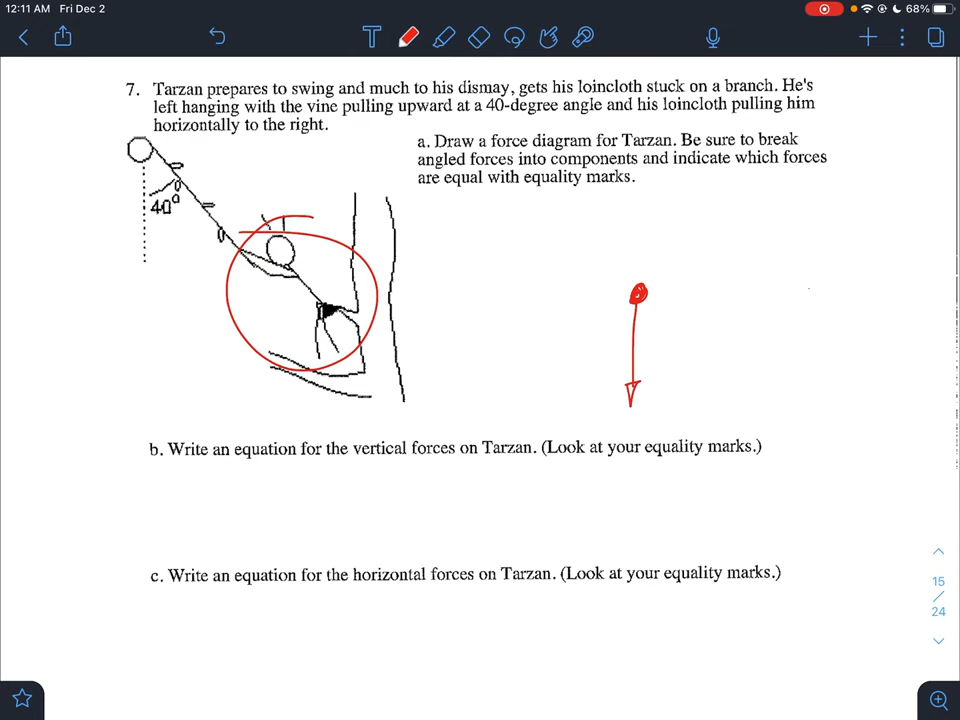 12:11 AM Fri Dec 2 68%
7. Tarzan prepares to swing and much to his dismay, gets his loincloth stuck on a branch. He's
left hanging with the vine pulling upward at a 40-degree angle and his loincloth pulling him
horizontally to the right.
a. Draw a force diagram for Tarzan. Be sure to break
angled forces into components and indicate which forces
are equal with equality marks.
40°
b. Write an equation for the vertical forces on Tarzan. (Look at your equality marks.)
c. Write an equation for the horizontal forces on Tarzan. (Look at your equality marks.)
15
/
24